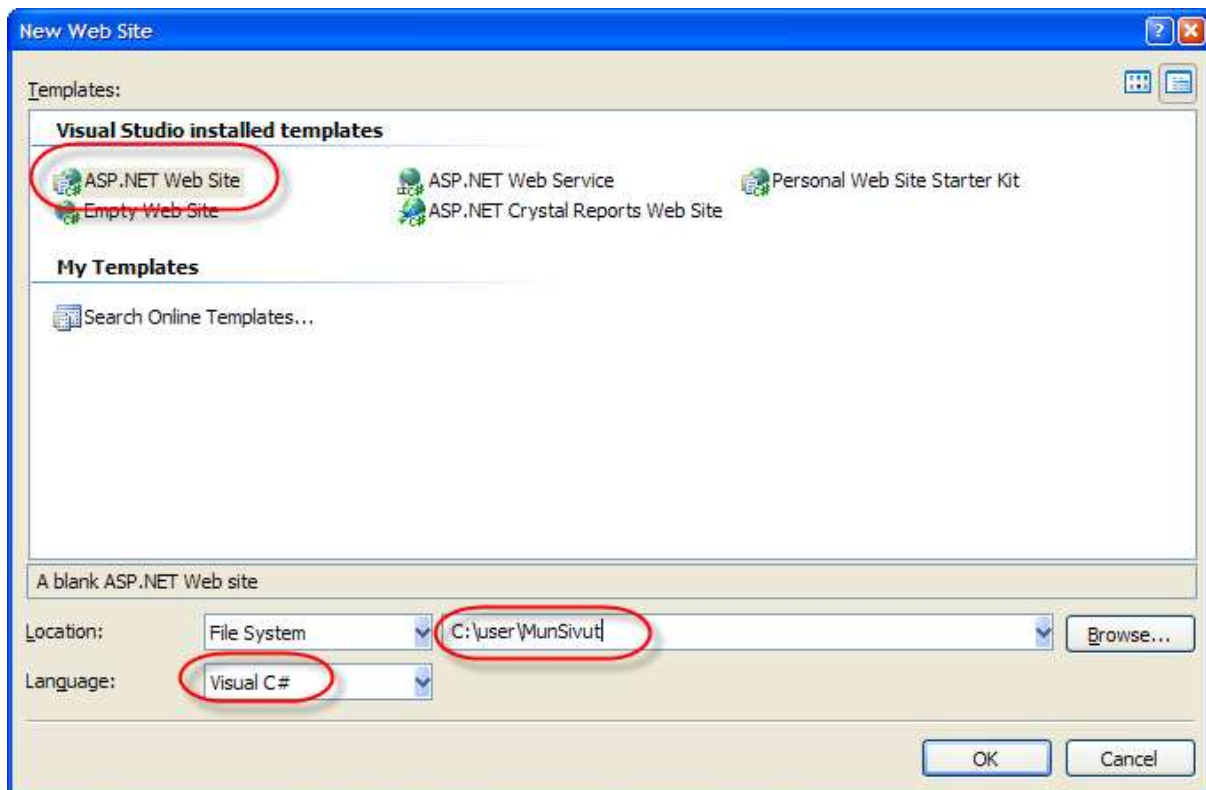 New Web Site
Templates:
Visual Studio installed templates
ASP.NET Web Site ASP.NET Web Service Personal Web Site Starter Kit
Empty Web Site ASP.NET Crystal Reports Web Site
My Templates
Search Online Templates...
A blank ASP.NET Web site
Location: File System C:\user\MunSivut Browse...
Language: Visual C#
OK Cancel